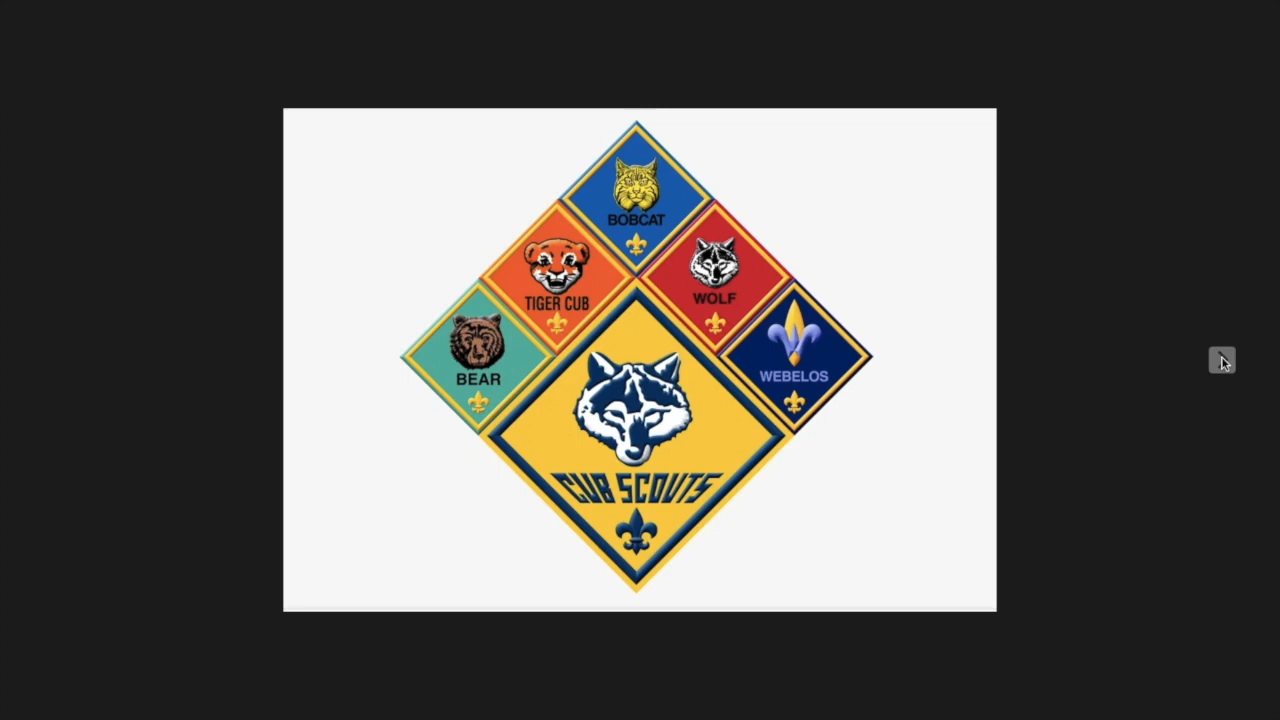 BOBCAT
TIGER CUB
WOLF
BEAR
WEBELOS
CUB SCOUTS